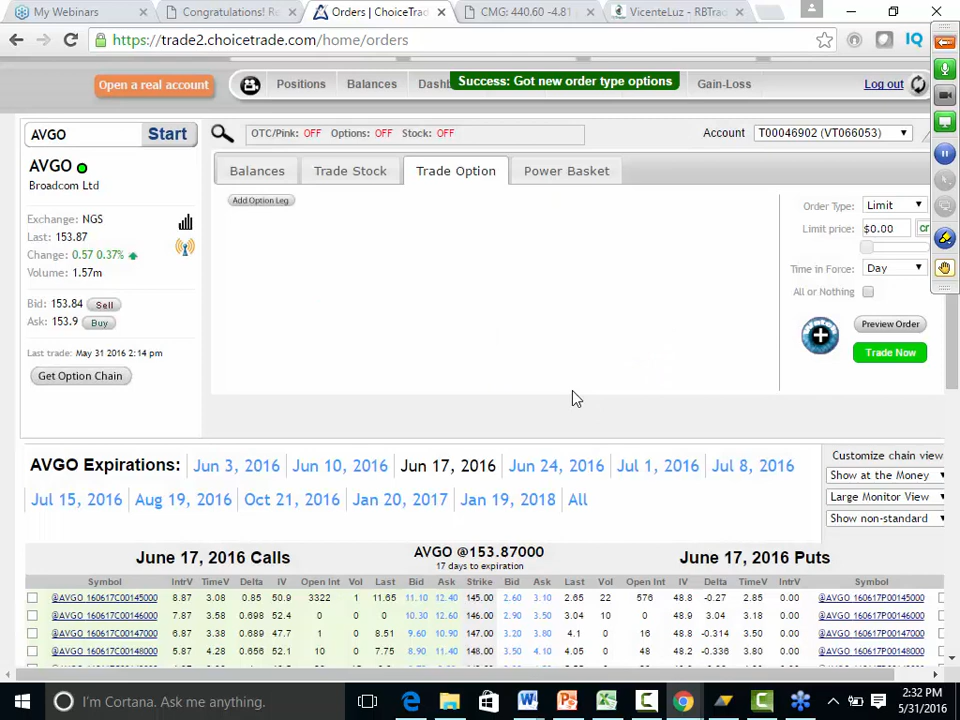 My Webinars
Congratulations! Re
Orders | ChoiceTrad
CMG: 440.60 -4.81
VicenteLuz - RBTrac
https://trade2.choicetrade.com/home/orders
IQ
Open a real account
Positions
Balances
Dashb
Success: Got new order type options
Gain-Loss
Log out
AVGO
Start
OTC/Pink: OFF Options: OFF Stock: OFF
Account T00046902 (VT066053)
AVGO
Broadcom Ltd
Balances
Trade Stock
Trade Option
Power Basket
Add Option Leg
Exchange: NGS
Last: 153.87
Change: 0.57 0.37%
Volume: 1.57m
Bid: 153.84 Sell
Ask: 153.9 Buy
Last trade: May 31 2016 2:14 pm
Get Option Chain
Order Type: Limit
Limit price: $0.00 cr
Time in Force: Day
All or Nothing
Preview Order
Trade Now
AVGO Expirations: Jun 3, 2016 Jun 10, 2016 Jun 17, 2016 Jun 24, 2016 Jul 1, 2016 Jul 8, 2016
Jul 15, 2016 Aug 19, 2016 Oct 21, 2016 Jan 20, 2017 Jan 19, 2018 All
Customize chain view
Show at the Money
Large Monitor View
Show non-standard
June 17, 2016 Calls
AVGO @153.87000
17 days to expiration
June 17, 2016 Puts
Symbol IntrV TimeV Delta IV Open Int Vol Last Bid Ask Strike Bid Ask Last Vol Open Int IV Delta TimeV IntrV Symbol
@AVGO 160617C00145000 8.87 3.08 0.85 50.9 3322 1 11.65 11.10 12.40 145.00 2.60 3.10 2.65 22 576 48.8 -0.27 2.85 0.00 @AVGO 160617P00145000
@AVGO 160617C00146000 7.87 3.58 0.698 52.4 0 0 0 10.30 12.60 146.00 2.90 3.40 3.04 10 0 48.9 -0.291 3.18 0.00 @AVGO 160617P00146000
@AVGO 160617C00147000 6.87 3.38 0.689 47.7 1 0 8.51 9.60 10.90 147.00 3.20 3.80 4.1 0 16 48.8 -0.314 3.50 0.00 @AVGO 160617P00147000
@AVGO 160617C00148000 5.87 4.28 0.656 52.1 10 0 7.75 8.90 11.40 148.00 3.50 4.10 4.05 0 48 48.4 -0.336 3.80 0.00 @AVGO 160617P00148000
I'm Cortana. Ask me anything.
2:32 PM
5/31/2016